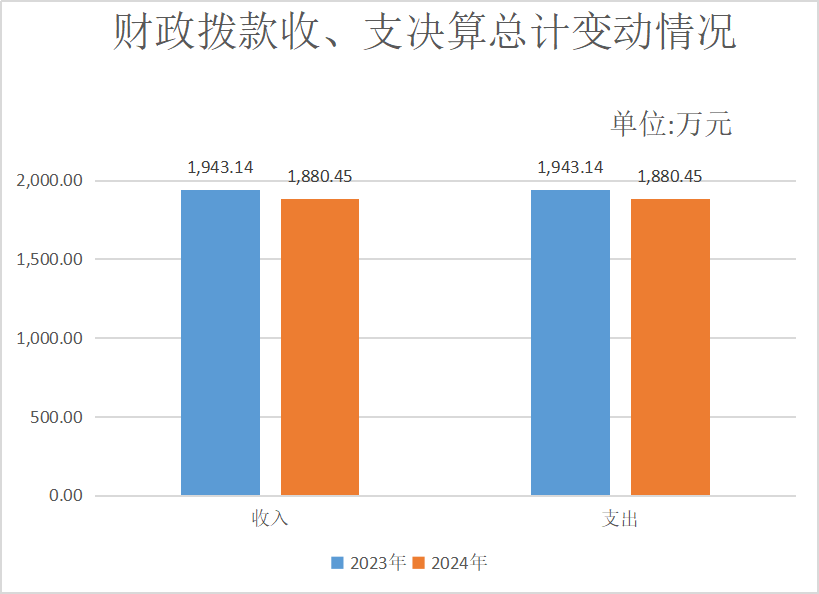 财政拨款收、支决算总计变动情况
单位:万元
1,943.14
1,880.45
1,943.14
1,880.45
2,000.00
1,500.00
1,000.00
500.00
0.00
收入
支出
2023年
2024年